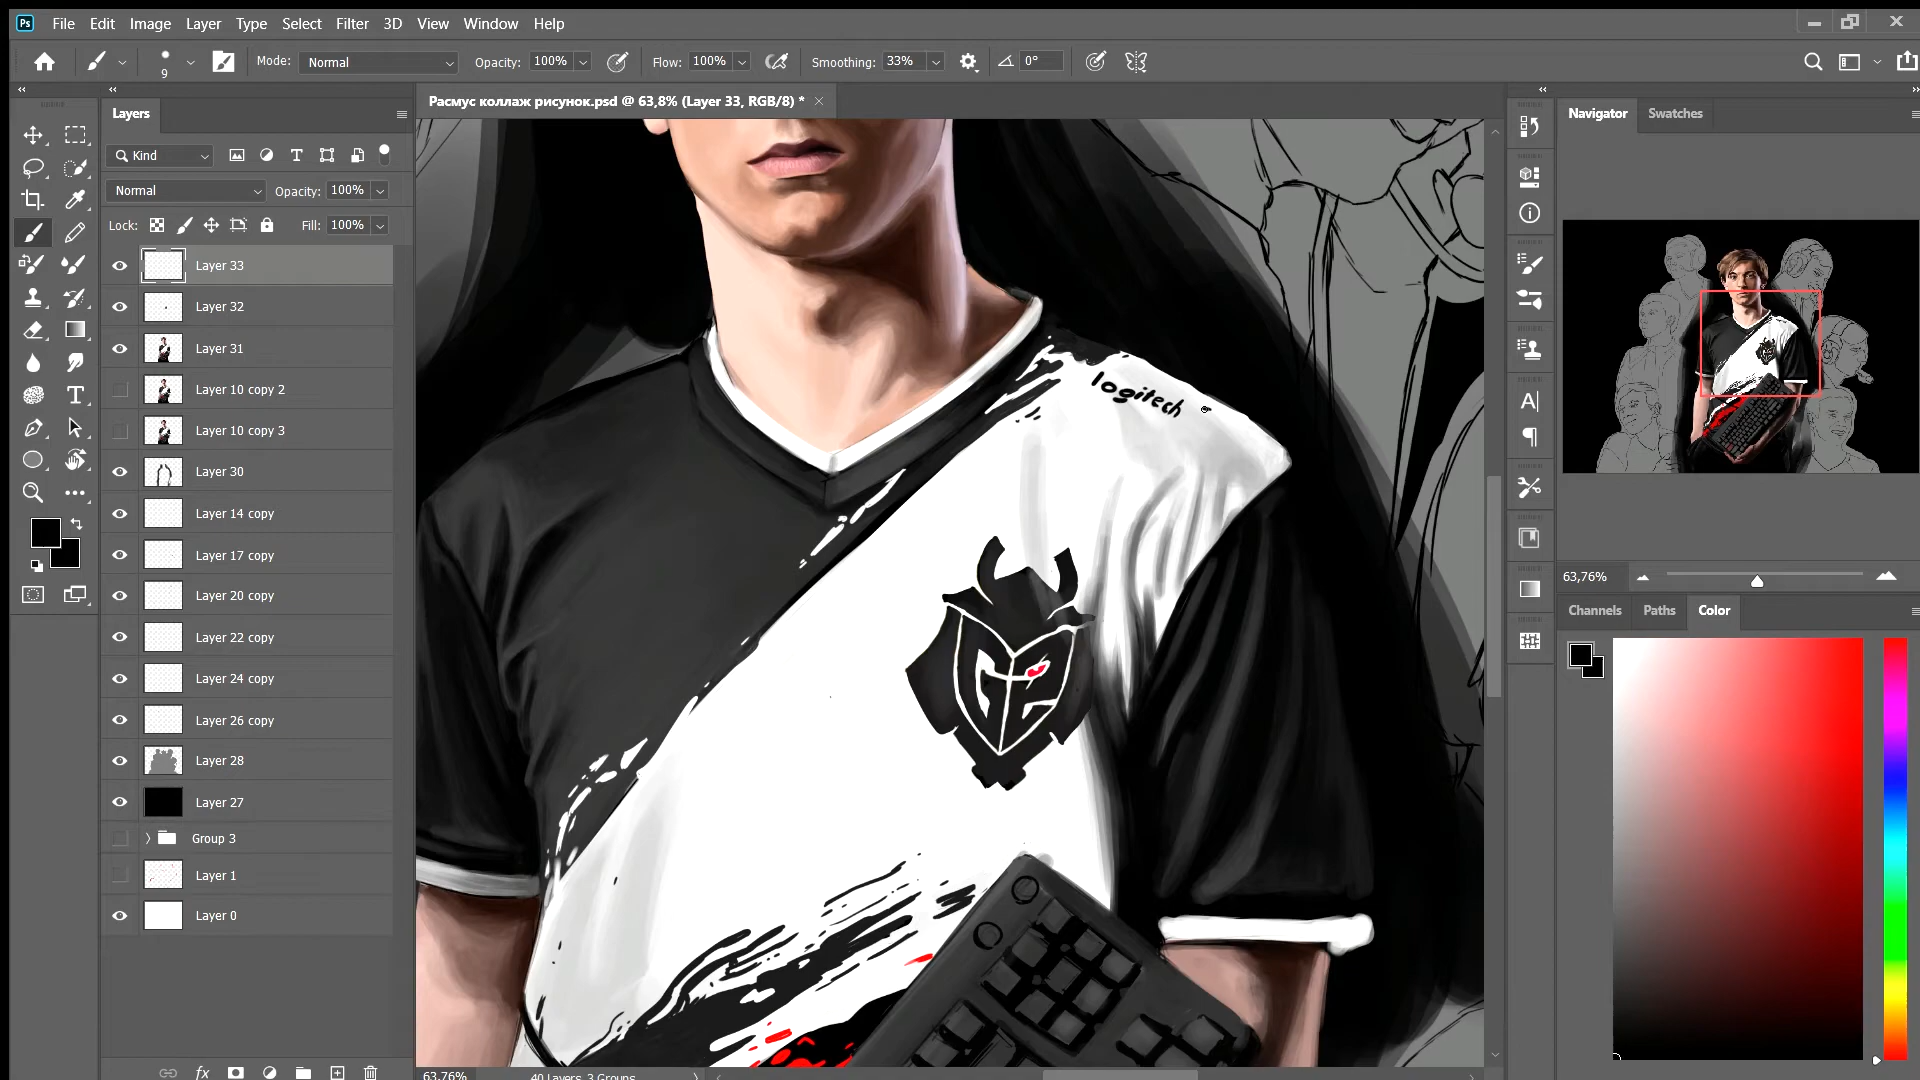 Ps File Edit Image Layer Type Select Filter 3D View Window Help
9 Mode: Normal Opacity: 100% Flow: 100% Smoothing: 33% 0°
Layers
Расмус коллаж рисунок.psd @ 63,8% (Layer 33, RGB/8) *
Navigator Swatches
Kind
Normal Opacity: 100%
Lock: Fill: 100%
Layer 33
Layer 32
Layer 31
Layer 10 copy 2
Layer 10 copy 3
Layer 30
Layer 14 copy
Layer 17 copy
Layer 20 copy
Layer 22 copy
Layer 24 copy
Layer 26 copy
Layer 28
Layer 27
Group 3
Layer 1
Layer 0
fx
logitech
63,76%
40 Layers, 3 Groups
63,76%
Channels Paths Color